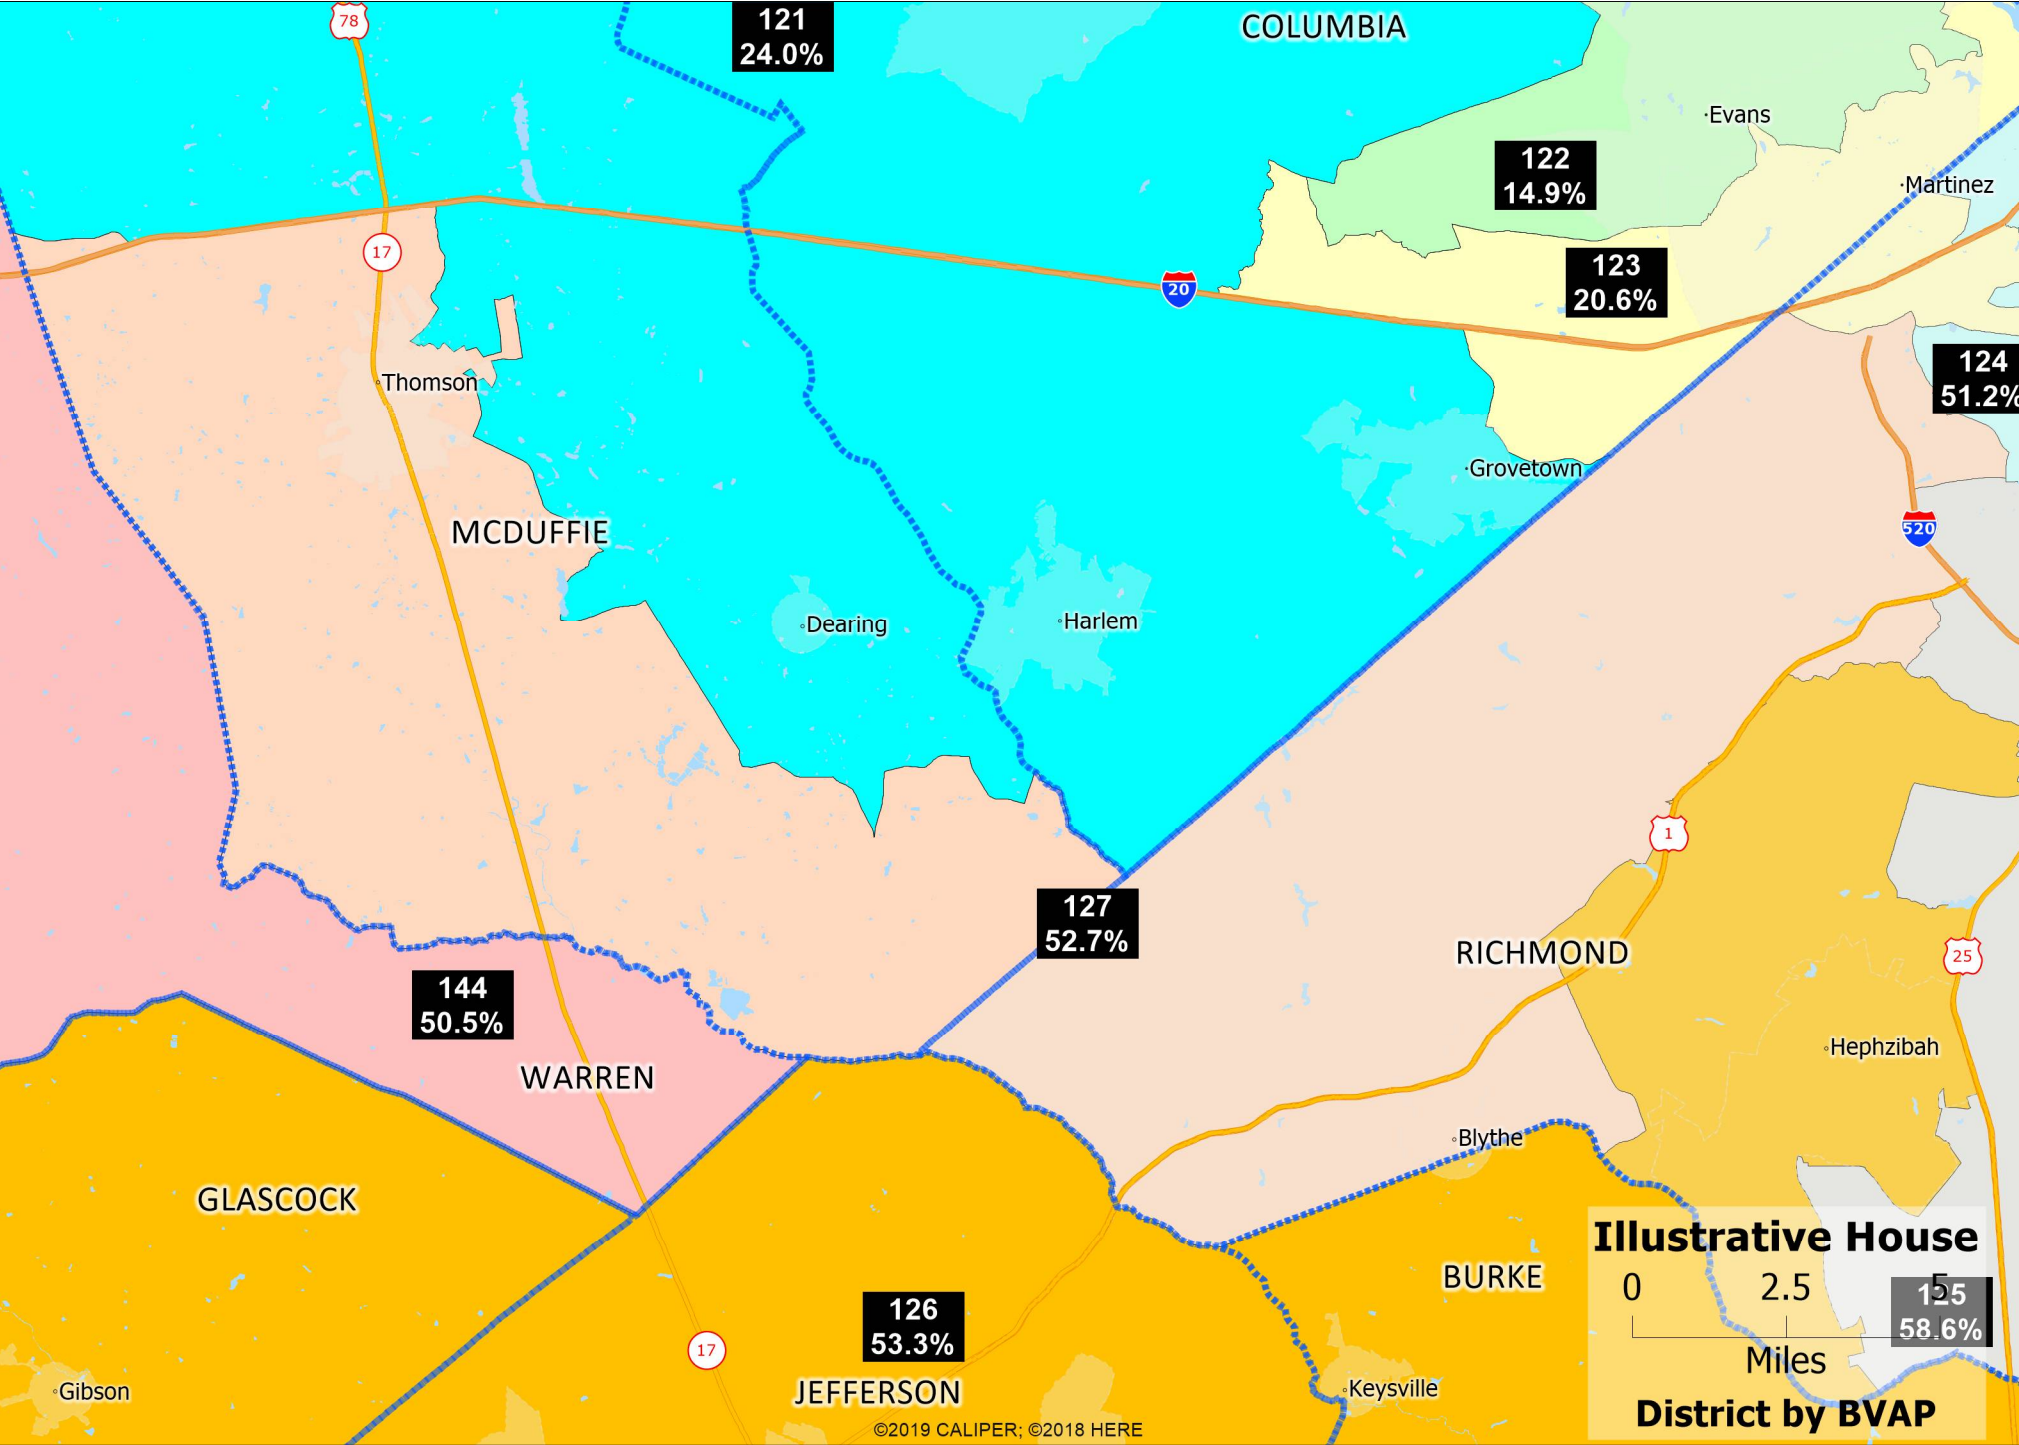 78
121
24.0%
COLUMBIA
Evans
122
14.9%
Martinez
17
123
20.6%
20
124
51.2%
Thomson
Grovetown
MCDUFFIE
520
Dearing
Harlem
1
127
52.7%
RICHMOND
25
144
50.5%
Hephzibah
WARREN
Blythe
GLASCOCK
Illustrative House
BURKE
0 2.5 5
125
58.6%
126
53.3%
17
Miles
Gibson
JEFFERSON
Keysville
District by BVAP
©2019 CALIPER; ©2018 HERE